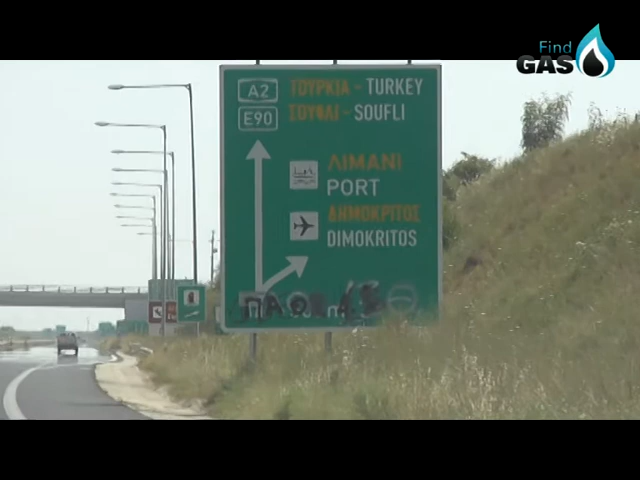 Find
GAS
A2 ΤΟΥΡΚΙΑ - TURKEY
E90 ΣΟΥΦΛΙ - SOUFLI
ΛΙΜΑΝΙ
PORT
ΔΗΜΟΚΡΙΤΟΣ
DIMOKRITOS